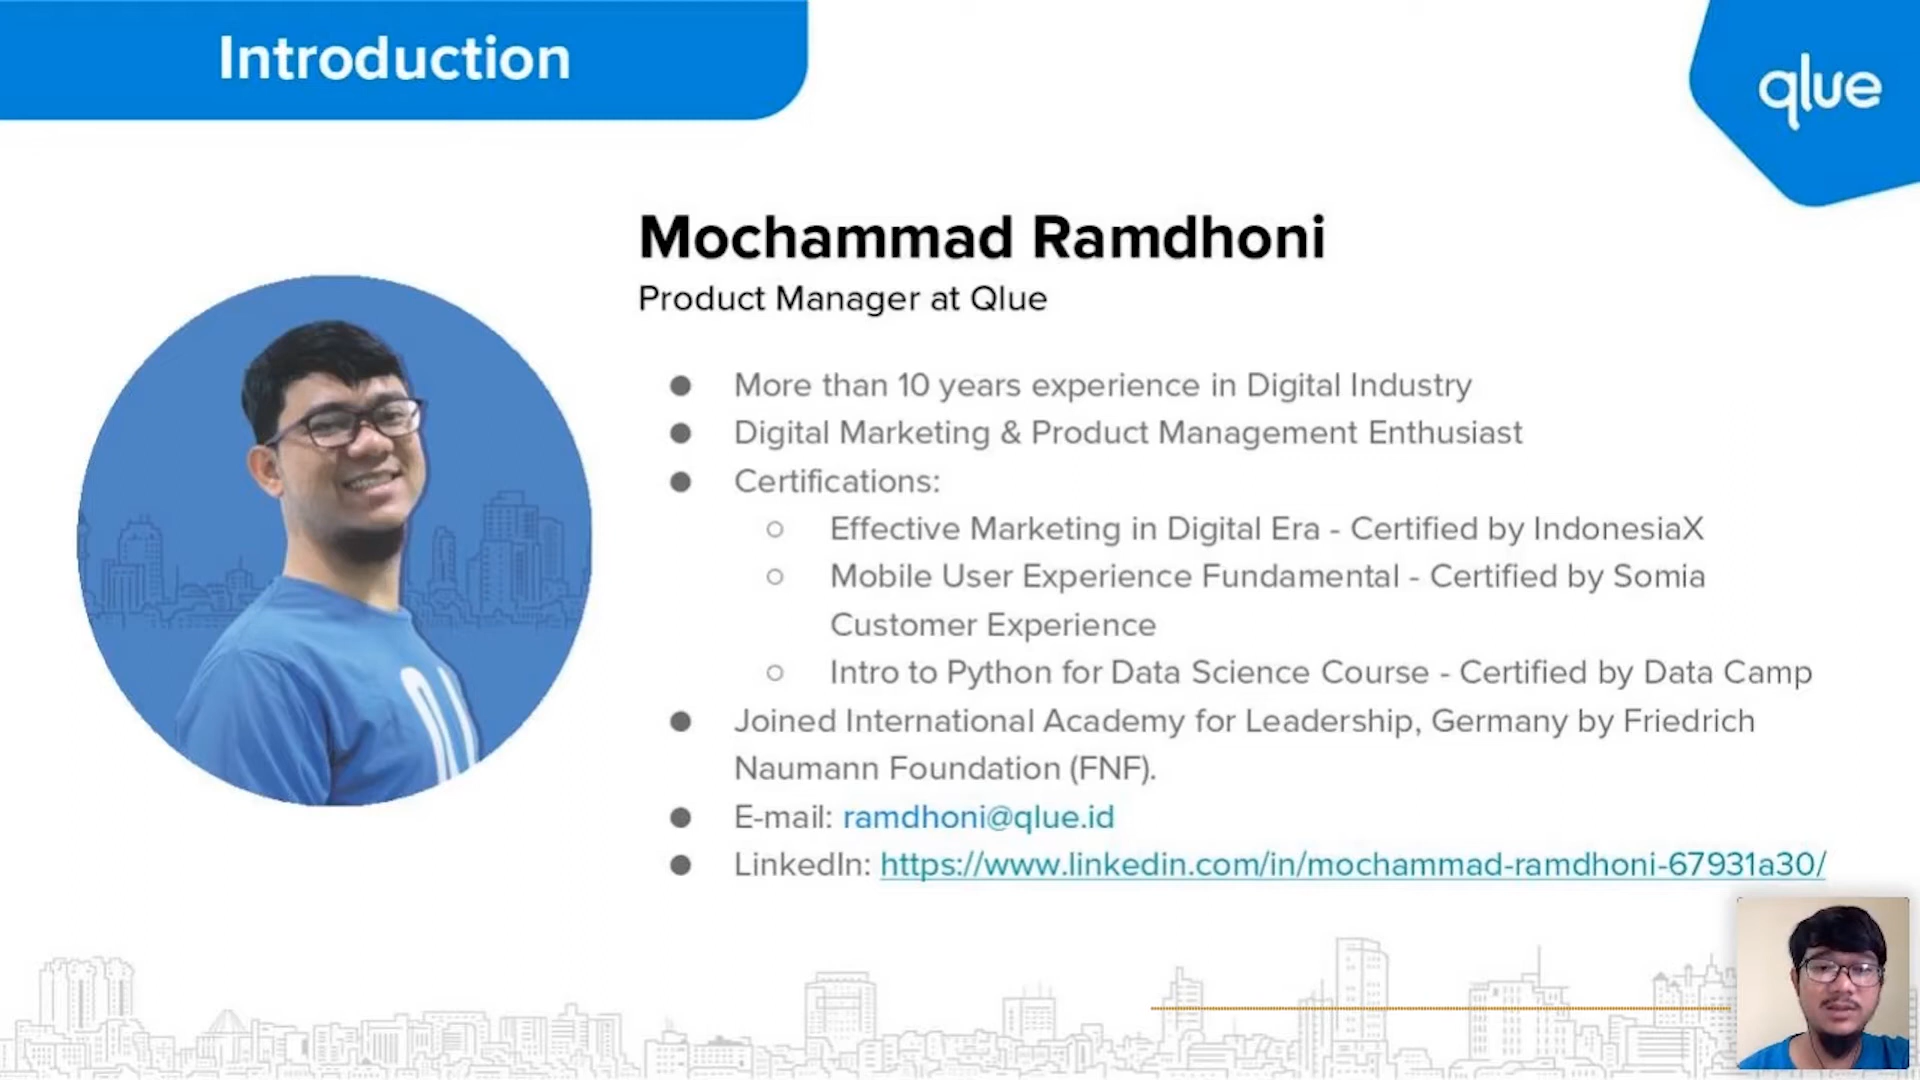 Introduction
qlue
Mochammad Ramdhoni
Product Manager at Qlue
● More than 10 years experience in Digital Industry
● Digital Marketing & Product Management Enthusiast
● Certifications:
○ Effective Marketing in Digital Era - Certified by IndonesiaX
○ Mobile User Experience Fundamental - Certified by Somia
Customer Experience
○ Intro to Python for Data Science Course - Certified by Data Camp
● Joined International Academy for Leadership, Germany by Friedrich
Naumann Foundation (FNF).
● E-mail: ramdhoni@qlue.id
● LinkedIn: https://www.linkedin.com/in/mochammad-ramdhoni-67931a30/